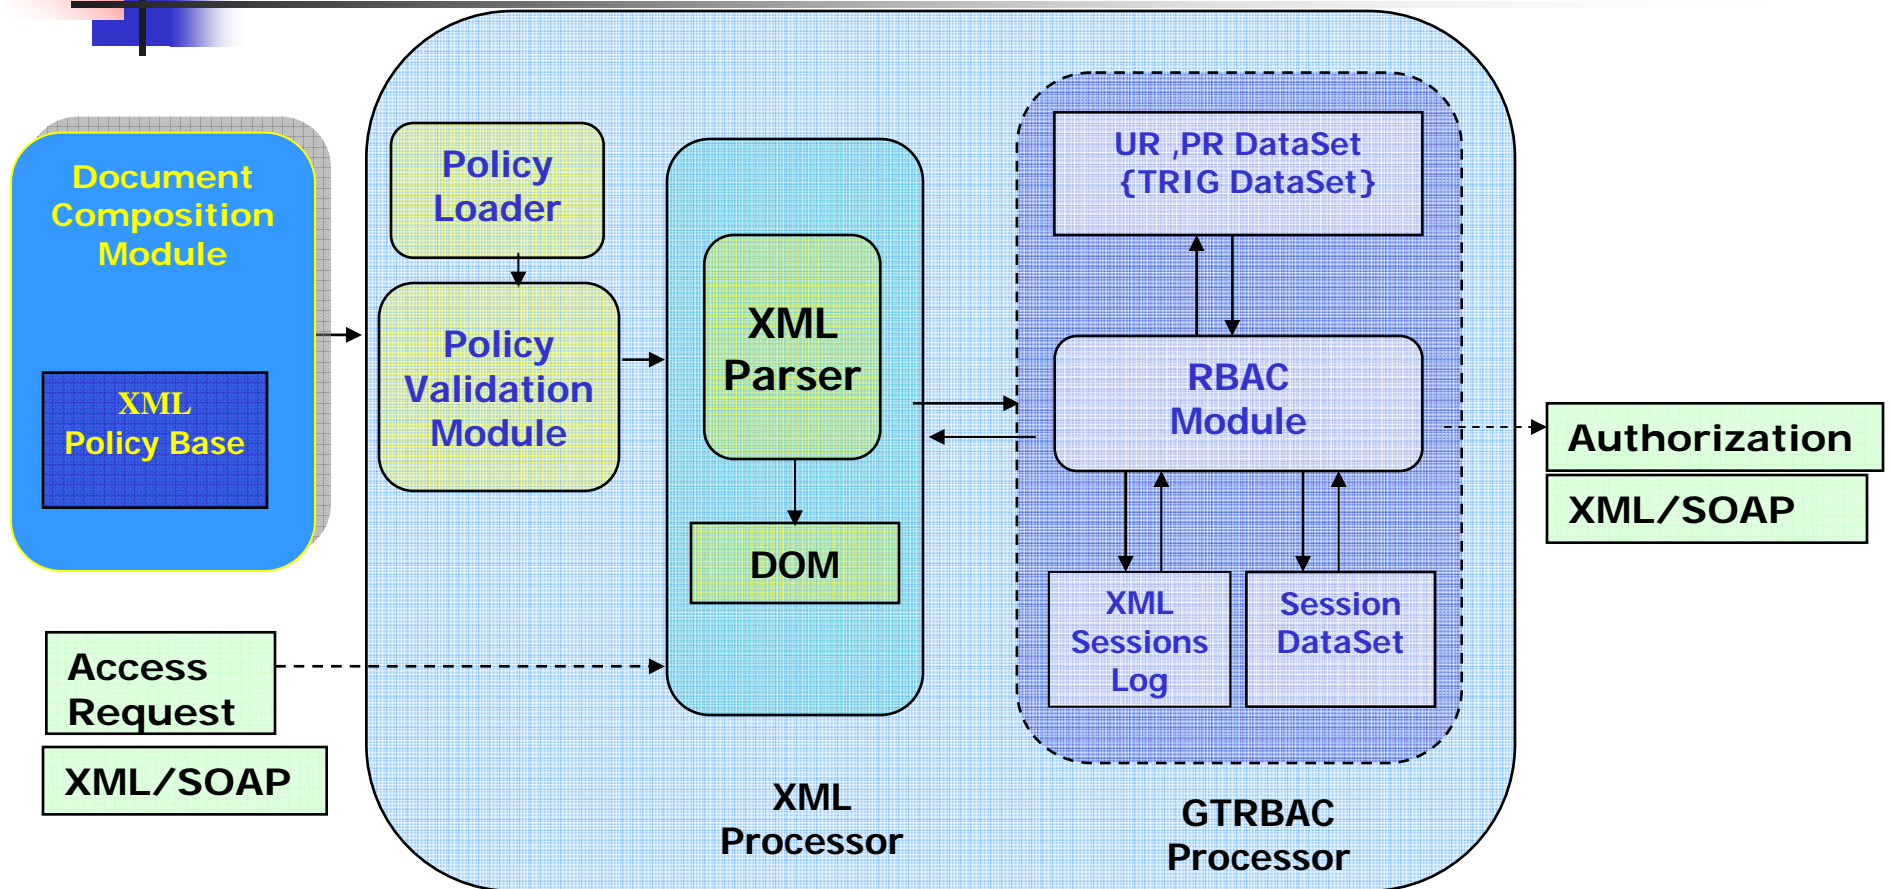 Document
Composition
Module
XML
Policy Base
Access
Request
XML/SOAP
Policy
Loader
Policy
Validation
Module
XML
Parser
DOM
XML
Processor
UR ,PR DataSet
{TRIG DataSet}
RBAC
Module
XML
Sessions
Log
Session
DataSet
GTRBAC
Processor
Authorization
XML/SOAP